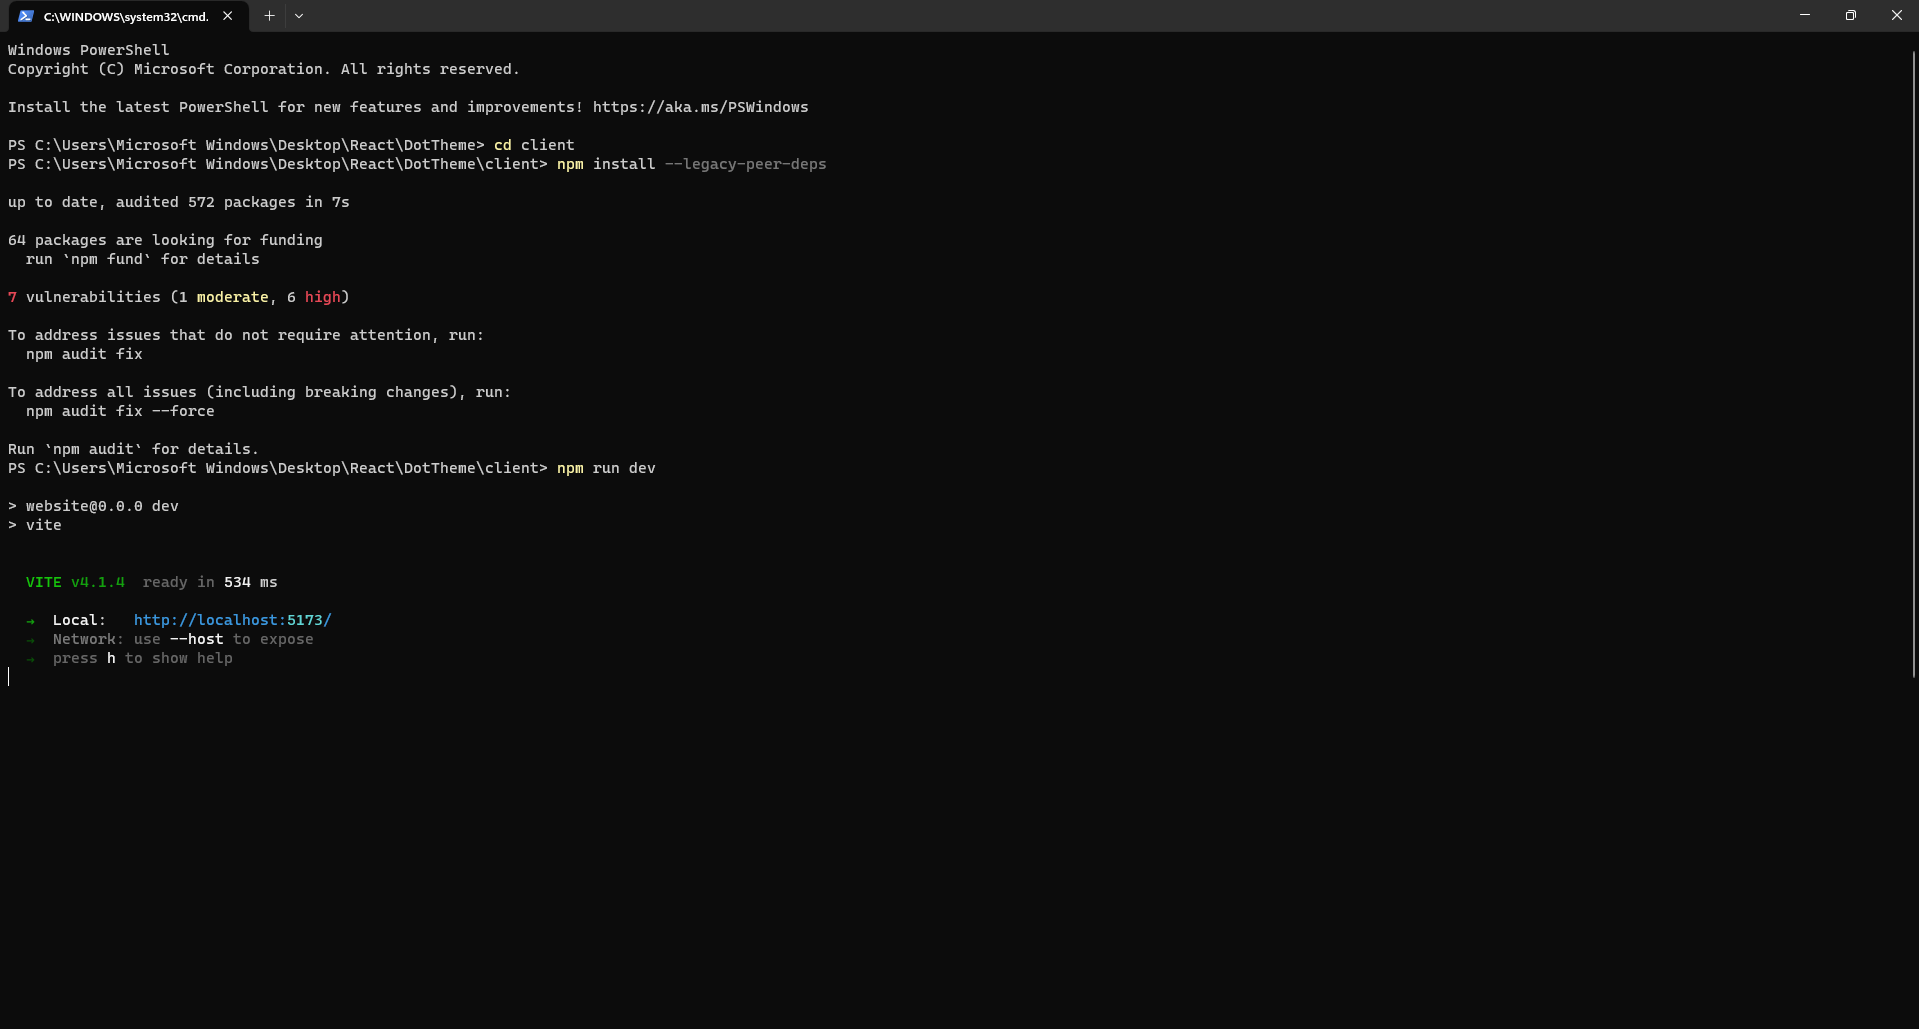 C:\WINDOWS\system32\cmd.
Windows PowerShell
Copyright (C) Microsoft Corporation. All rights reserved.
Install the latest PowerShell for new features and improvements! https://aka.ms/PSWindows
PS C:\Users\Microsoft Windows\Desktop\React\DotTheme> cd client
PS C:\Users\Microsoft Windows\Desktop\React\DotTheme\client> npm install --legacy-peer-deps
up to date, audited 572 packages in 7s
64 packages are looking for funding
  run `npm fund` for details
7 vulnerabilities (1 moderate, 6 high)
To address issues that do not require attention, run:
  npm audit fix
To address all issues (including breaking changes), run:
  npm audit fix --force
Run `npm audit` for details.
PS C:\Users\Microsoft Windows\Desktop\React\DotTheme\client> npm run dev
> website@0.0.0 dev
> vite
  VITE v4.1.4  ready in 534 ms
  →  Local:   http://localhost:5173/
  →  Network: use --host to expose
  →  press h to show help